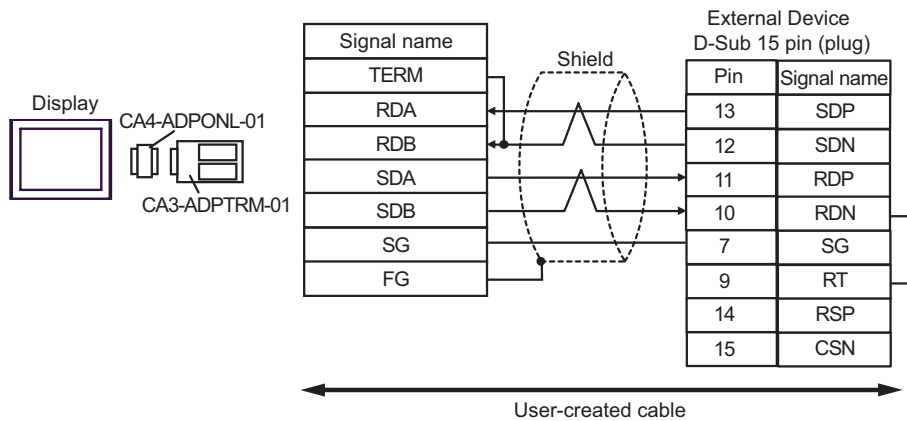 External Device
D-Sub 15 pin (plug)
Signal name
Shield
Pin Signal name
TERM
Display
RDA
13 SDP
CA4-ADPONL-01
RDB
12 SDN
SDA
11 RDP
CA3-ADPTRM-01
SDB
10 RDN
SG
7 SG
FG
9 RT
14 RSP
15 CSN
User-created cable